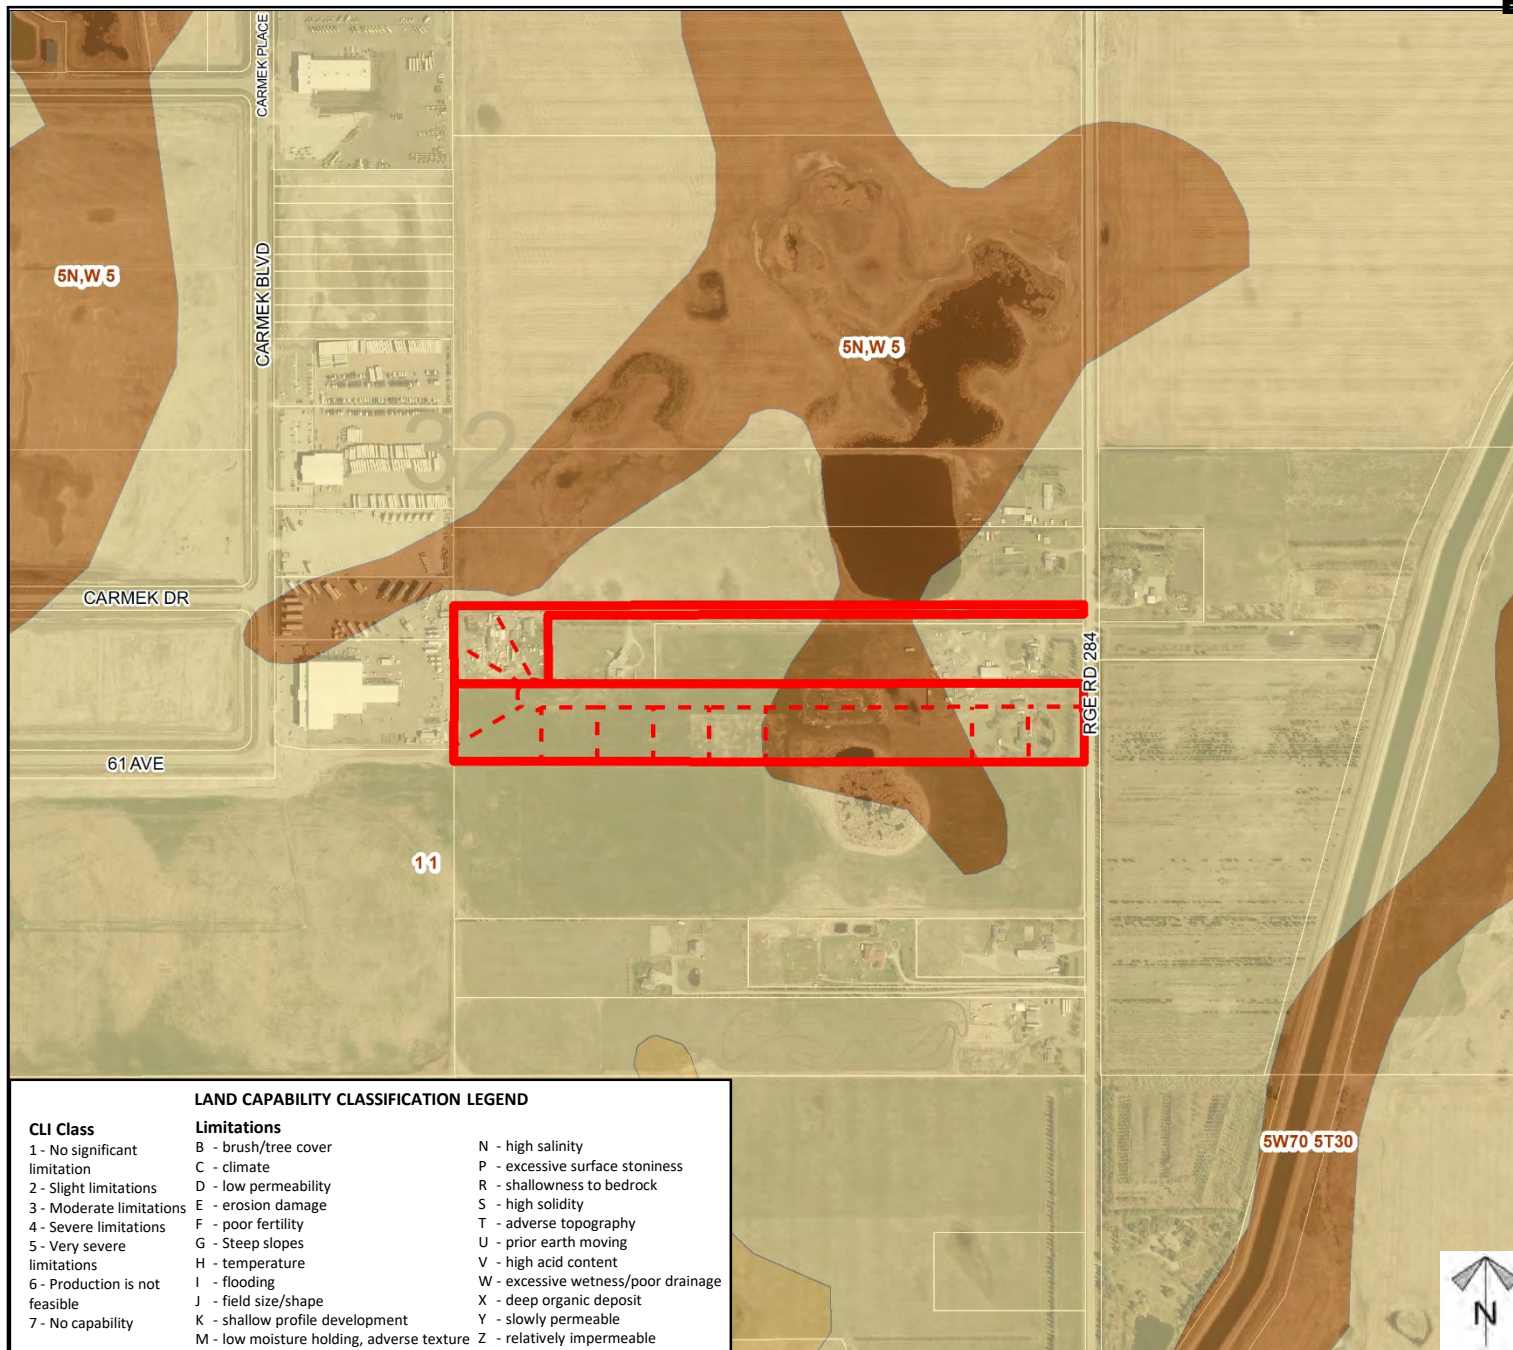 CARMEK PLACE
5N,W 5
CARMEK BLVD
5N,W 5
32
CARMEK DR
RGE RD 284
61 AVE
11
5W70 5T30
LAND CAPABILITY CLASSIFICATION LEGEND
CLI Class
1 - No significant
limitation
2 - Slight limitations
3 - Moderate limitations
4 - Severe limitations
5 - Very severe
limitations
6 - Production is not
feasible
7 - No capability
Limitations
B - brush/tree cover
C - climate
D - low permeability
E - erosion damage
F - poor fertility
G - Steep slopes
H - temperature
I - flooding
J - field size/shape
K - shallow profile development
M - low moisture holding, adverse texture
N - high salinity
P - excessive surface stoniness
R - shallowness to bedrock
S - high solidity
T - adverse topography
U - prior earth moving
V - high acid content
W - excessive wetness/poor drainage
X - deep organic deposit
Y - slowly permeable
Z - relatively impermeable
N